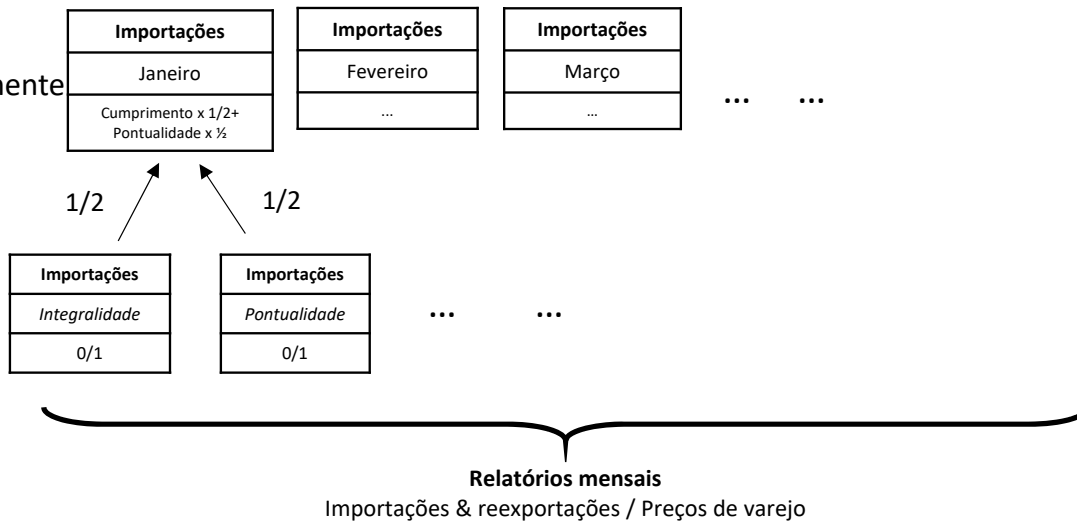 Importações
Janeiro
Cumprimento x 1/2+
Pontualidade x ½
Importações
Fevereiro
...
Importações
Março
...
... ...
1/2
1/2
Importações
Integralidade
0/1
Importações
Pontualidade
0/1
... ...
Relatórios mensais
Importações & reexportações / Preços de varejo